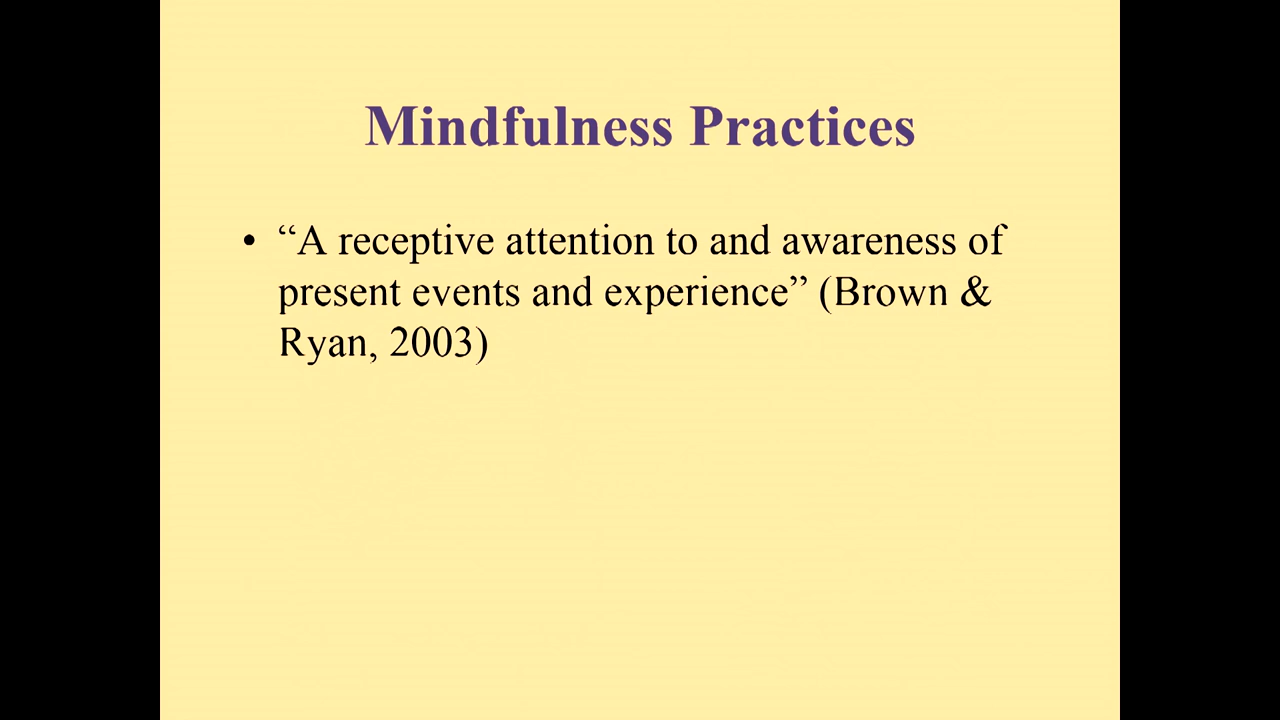 Mindfulness Practices
• “A receptive attention to and awareness of
present events and experience” (Brown &
Ryan, 2003)